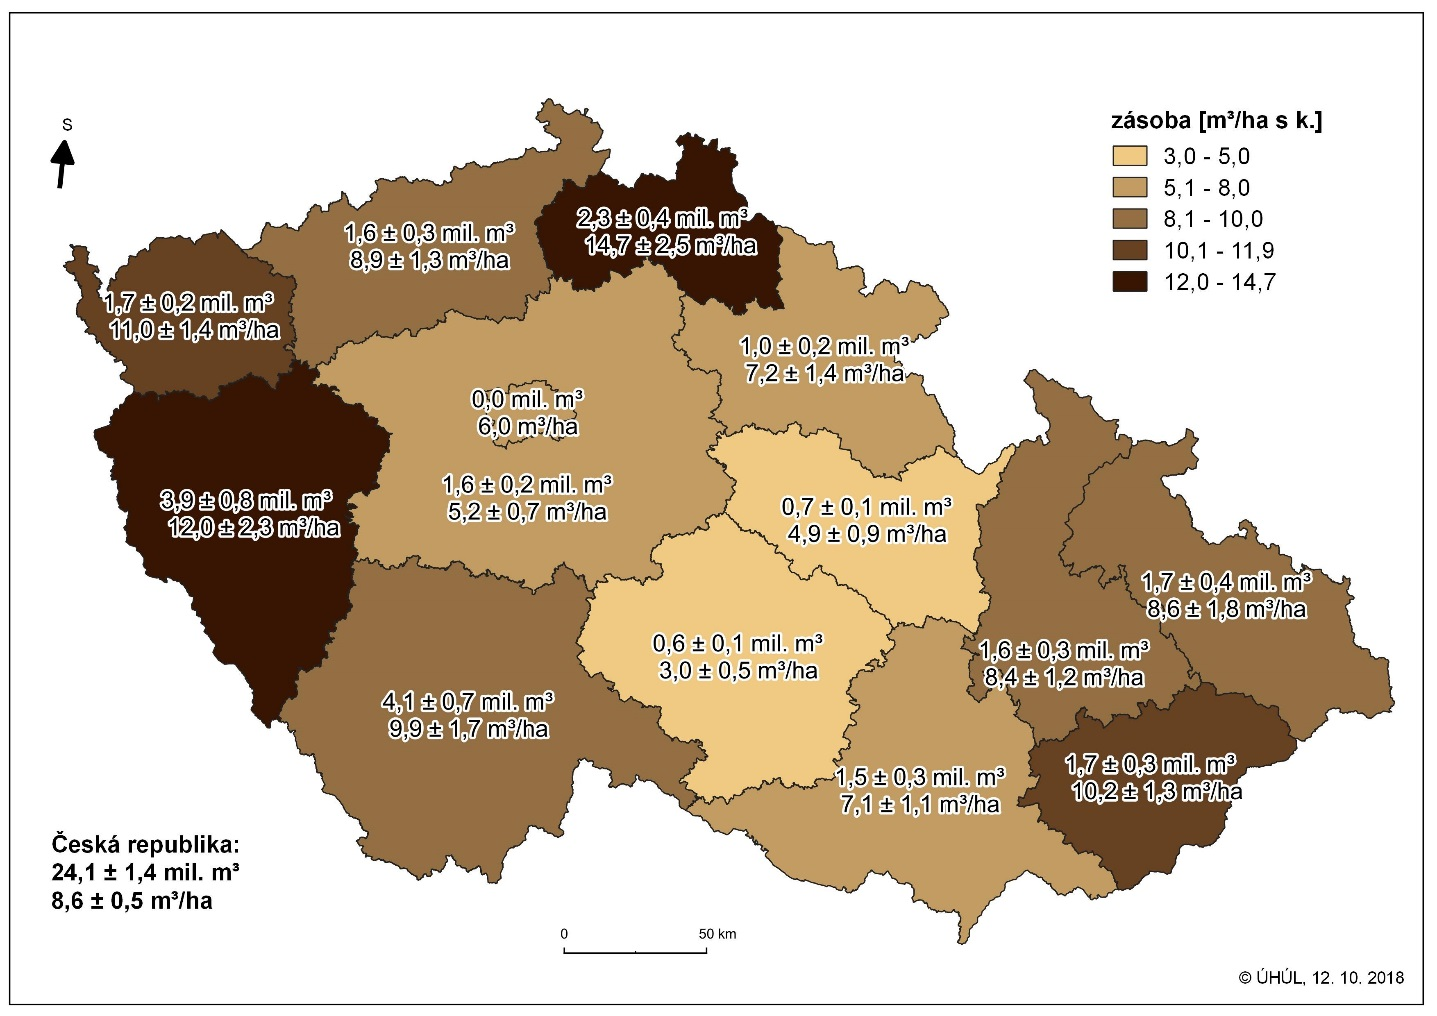 S
zásoba [m³/ha s k.]
3,0 - 5,0
5,1 - 8,0
8,1 - 10,0
10,1 - 11,9
12,0 - 14,7
2,3 ± 0,4 mil. m³
14,7 ± 2,5 m³/ha
1,6 ± 0,3 mil. m³
8,9 ± 1,3 m³/ha
1,7 ± 0,2 mil. m³
11,0 ± 1,4 m³/ha
1,0 ± 0,2 mil. m³
7,2 ± 1,4 m³/ha
0,0 mil. m³
6,0 m³/ha
3,9 ± 0,8 mil. m³
12,0 ± 2,3 m³/ha
1,6 ± 0,2 mil. m³
5,2 ± 0,7 m³/ha
0,7 ± 0,1 mil. m³
4,9 ± 0,9 m³/ha
1,7 ± 0,4 mil. m³
8,6 ± 1,8 m³/ha
0,6 ± 0,1 mil. m³
3,0 ± 0,5 m³/ha
1,6 ± 0,3 mil. m³
8,4 ± 1,2 m³/ha
4,1 ± 0,7 mil. m³
9,9 ± 1,7 m³/ha
1,5 ± 0,3 mil. m³
7,1 ± 1,1 m³/ha
1,7 ± 0,3 mil. m³
10,2 ± 1,3 m³/ha
Česká republika:
24,1 ± 1,4 mil. m³
8,6 ± 0,5 m³/ha
0 50 km
© ÚHÚL, 12. 10. 2018